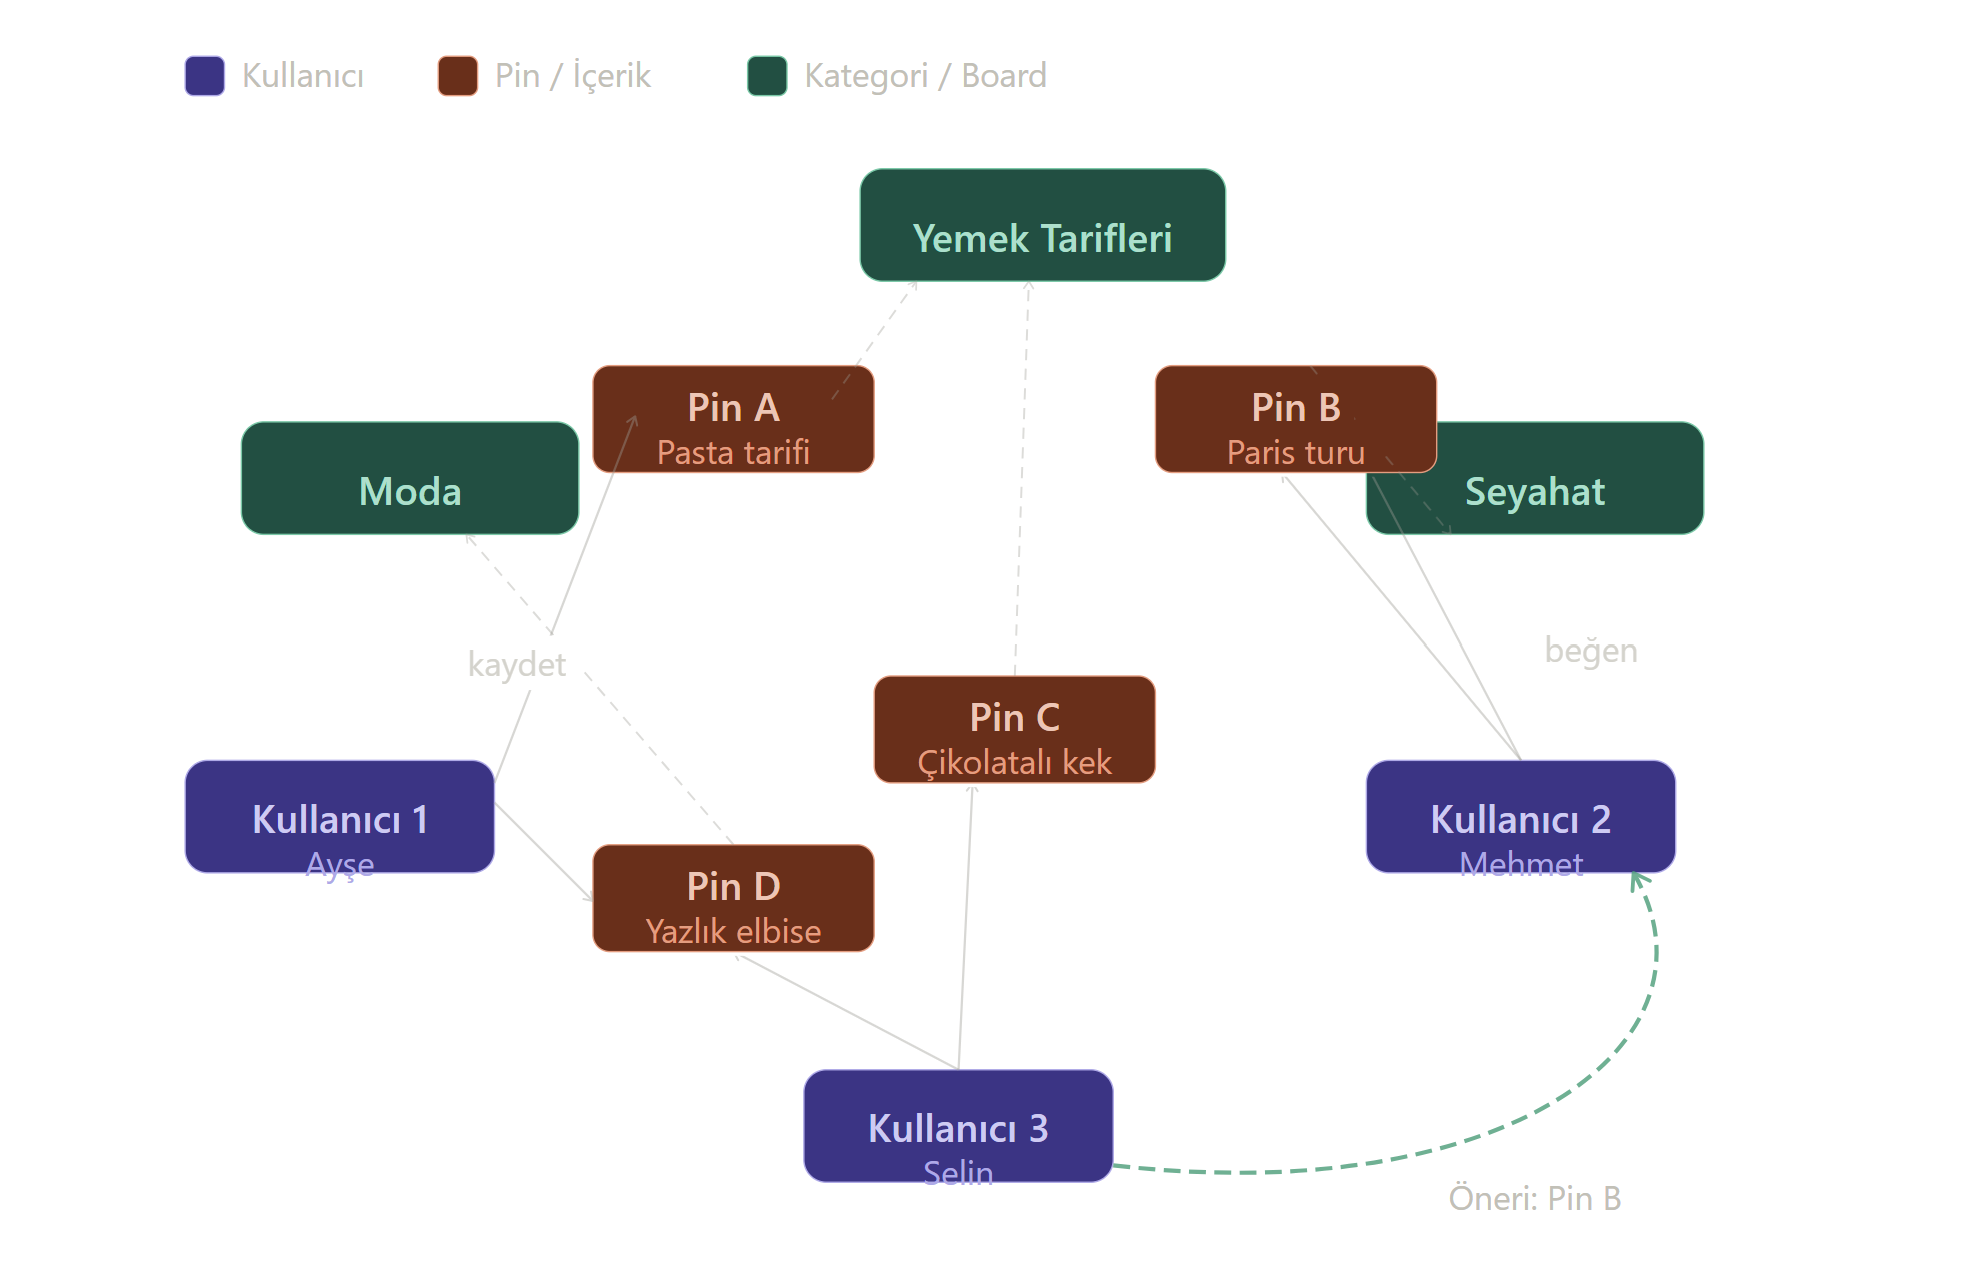 Kullanıcı
Pin / İçerik
Kategori / Board
Yemek Tarifleri
Pin A
Pasta tarifi
Pin B
Paris turu
Moda
Seyahat
kaydet
beğen
Pin C
Çikolatalı kek
Kullanıcı 1
Ayşe
Kullanıcı 2
Mehmet
Pin D
Yazlık elbise
Kullanıcı 3
Selin
Öneri: Pin B